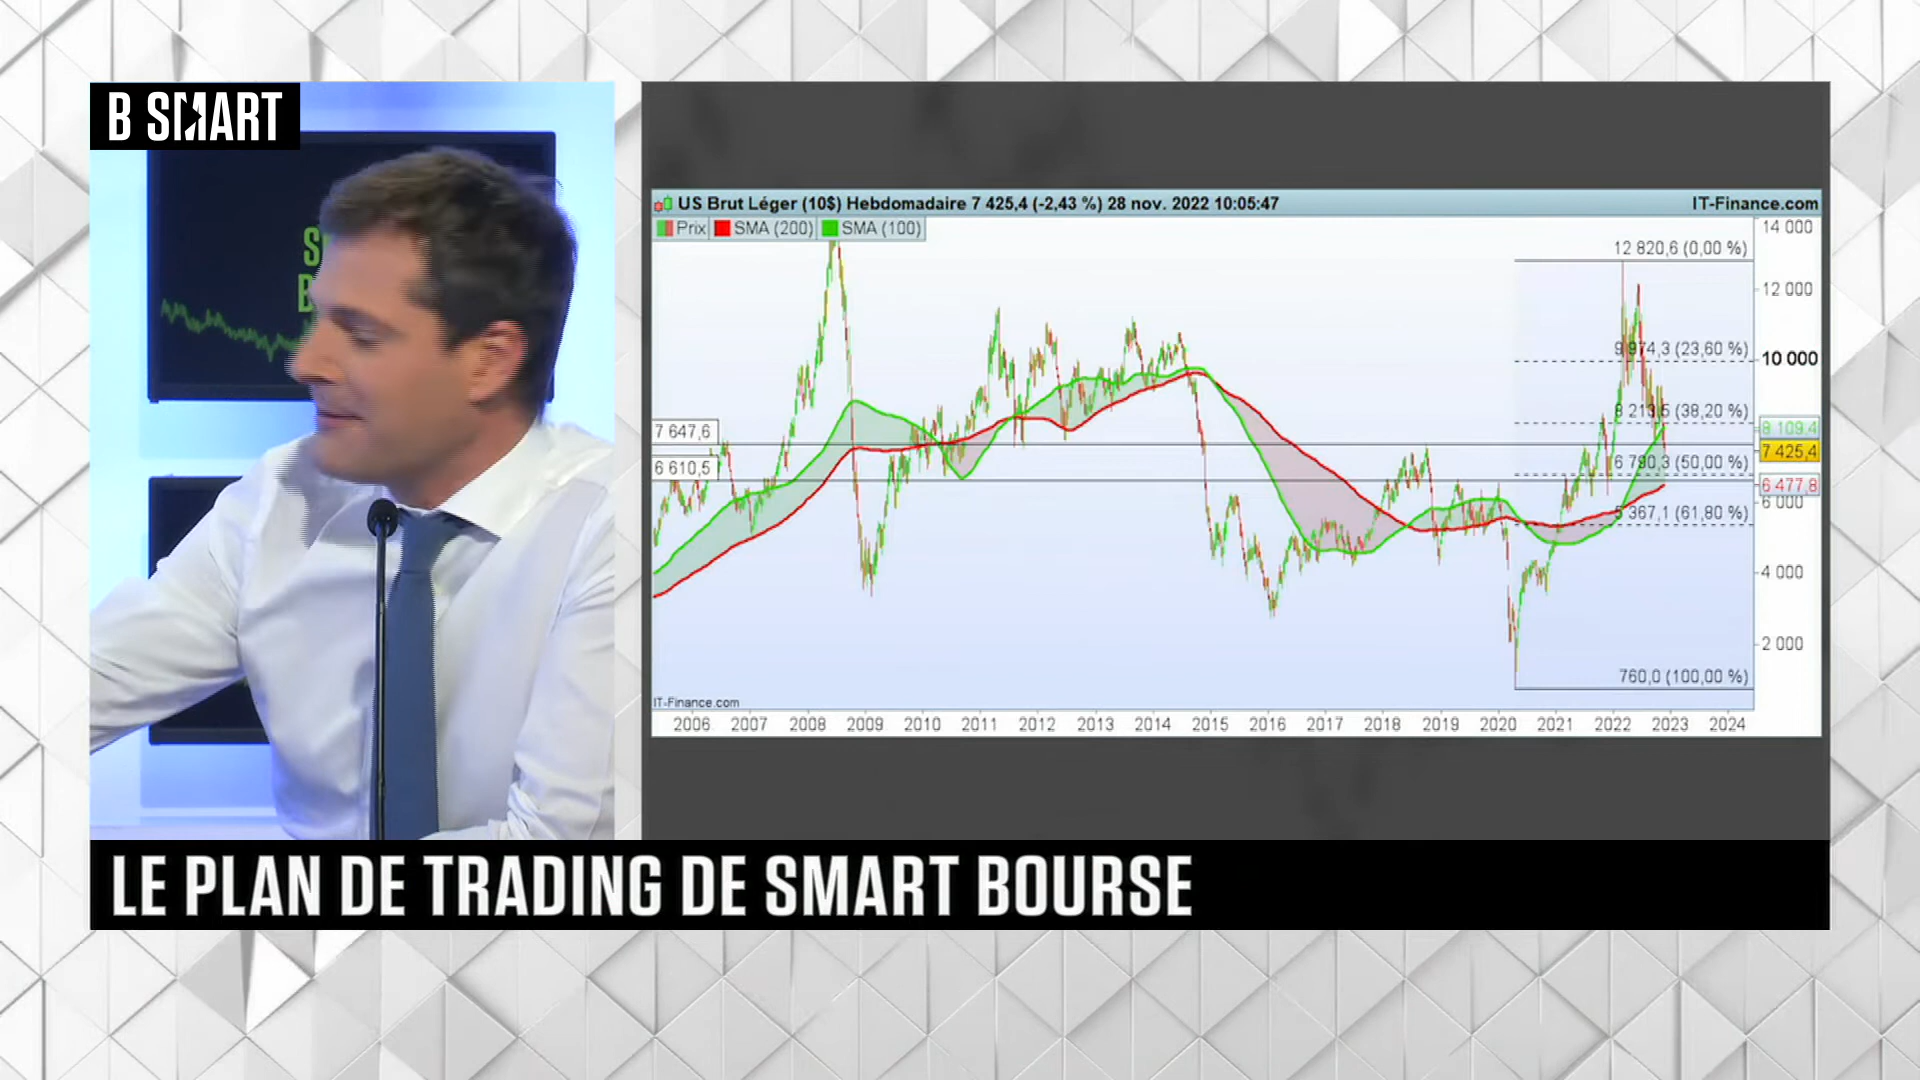 B SMART
US Brut Léger (10$) Hebdomadaire 7 425,4 (-2,43 %) 28 nov. 2022 10:05:47
IT-Finance.com
Prix SMA (200) SMA (100)
14 000
12 820,6 (0,00 %)
12 000
9 974,3 (23,60 %)
10 000
8 213,5 (38,20 %)
8 109,4
7 647,6
7 425,4
6 790,3 (50,00 %)
6 610,5
6 477,8
6 000
5 367,1 (61,80 %)
4 000
2 000
760,0 (100,00 %)
IT-Finance.com
2006 2007 2008 2009 2010 2011 2012 2013 2014 2015 2016 2017 2018 2019 2020 2021 2022 2023 2024
LE PLAN DE TRADING DE SMART BOURSE